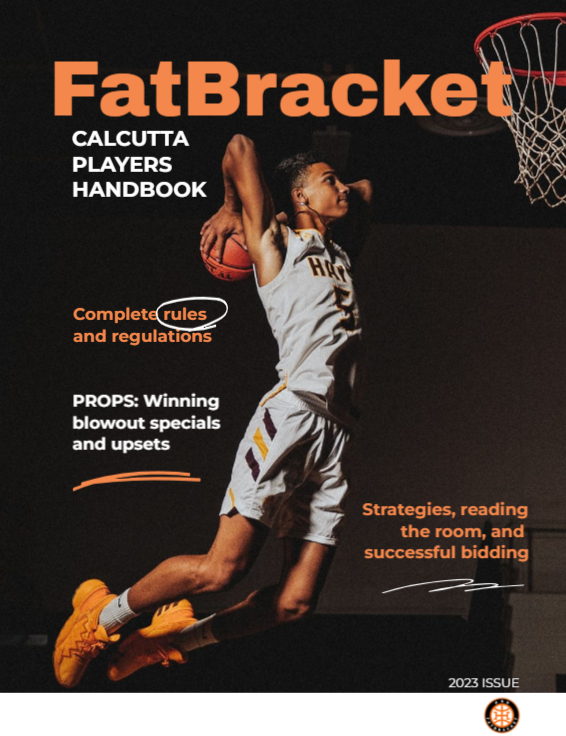 FatBracket
CALCUTTA
PLAYERS
HANDBOOK
Complete rules
and regulations
PROPS: Winning
blowout specials
and upsets
Strategies, reading
the room, and
successful bidding
2023 ISSUE